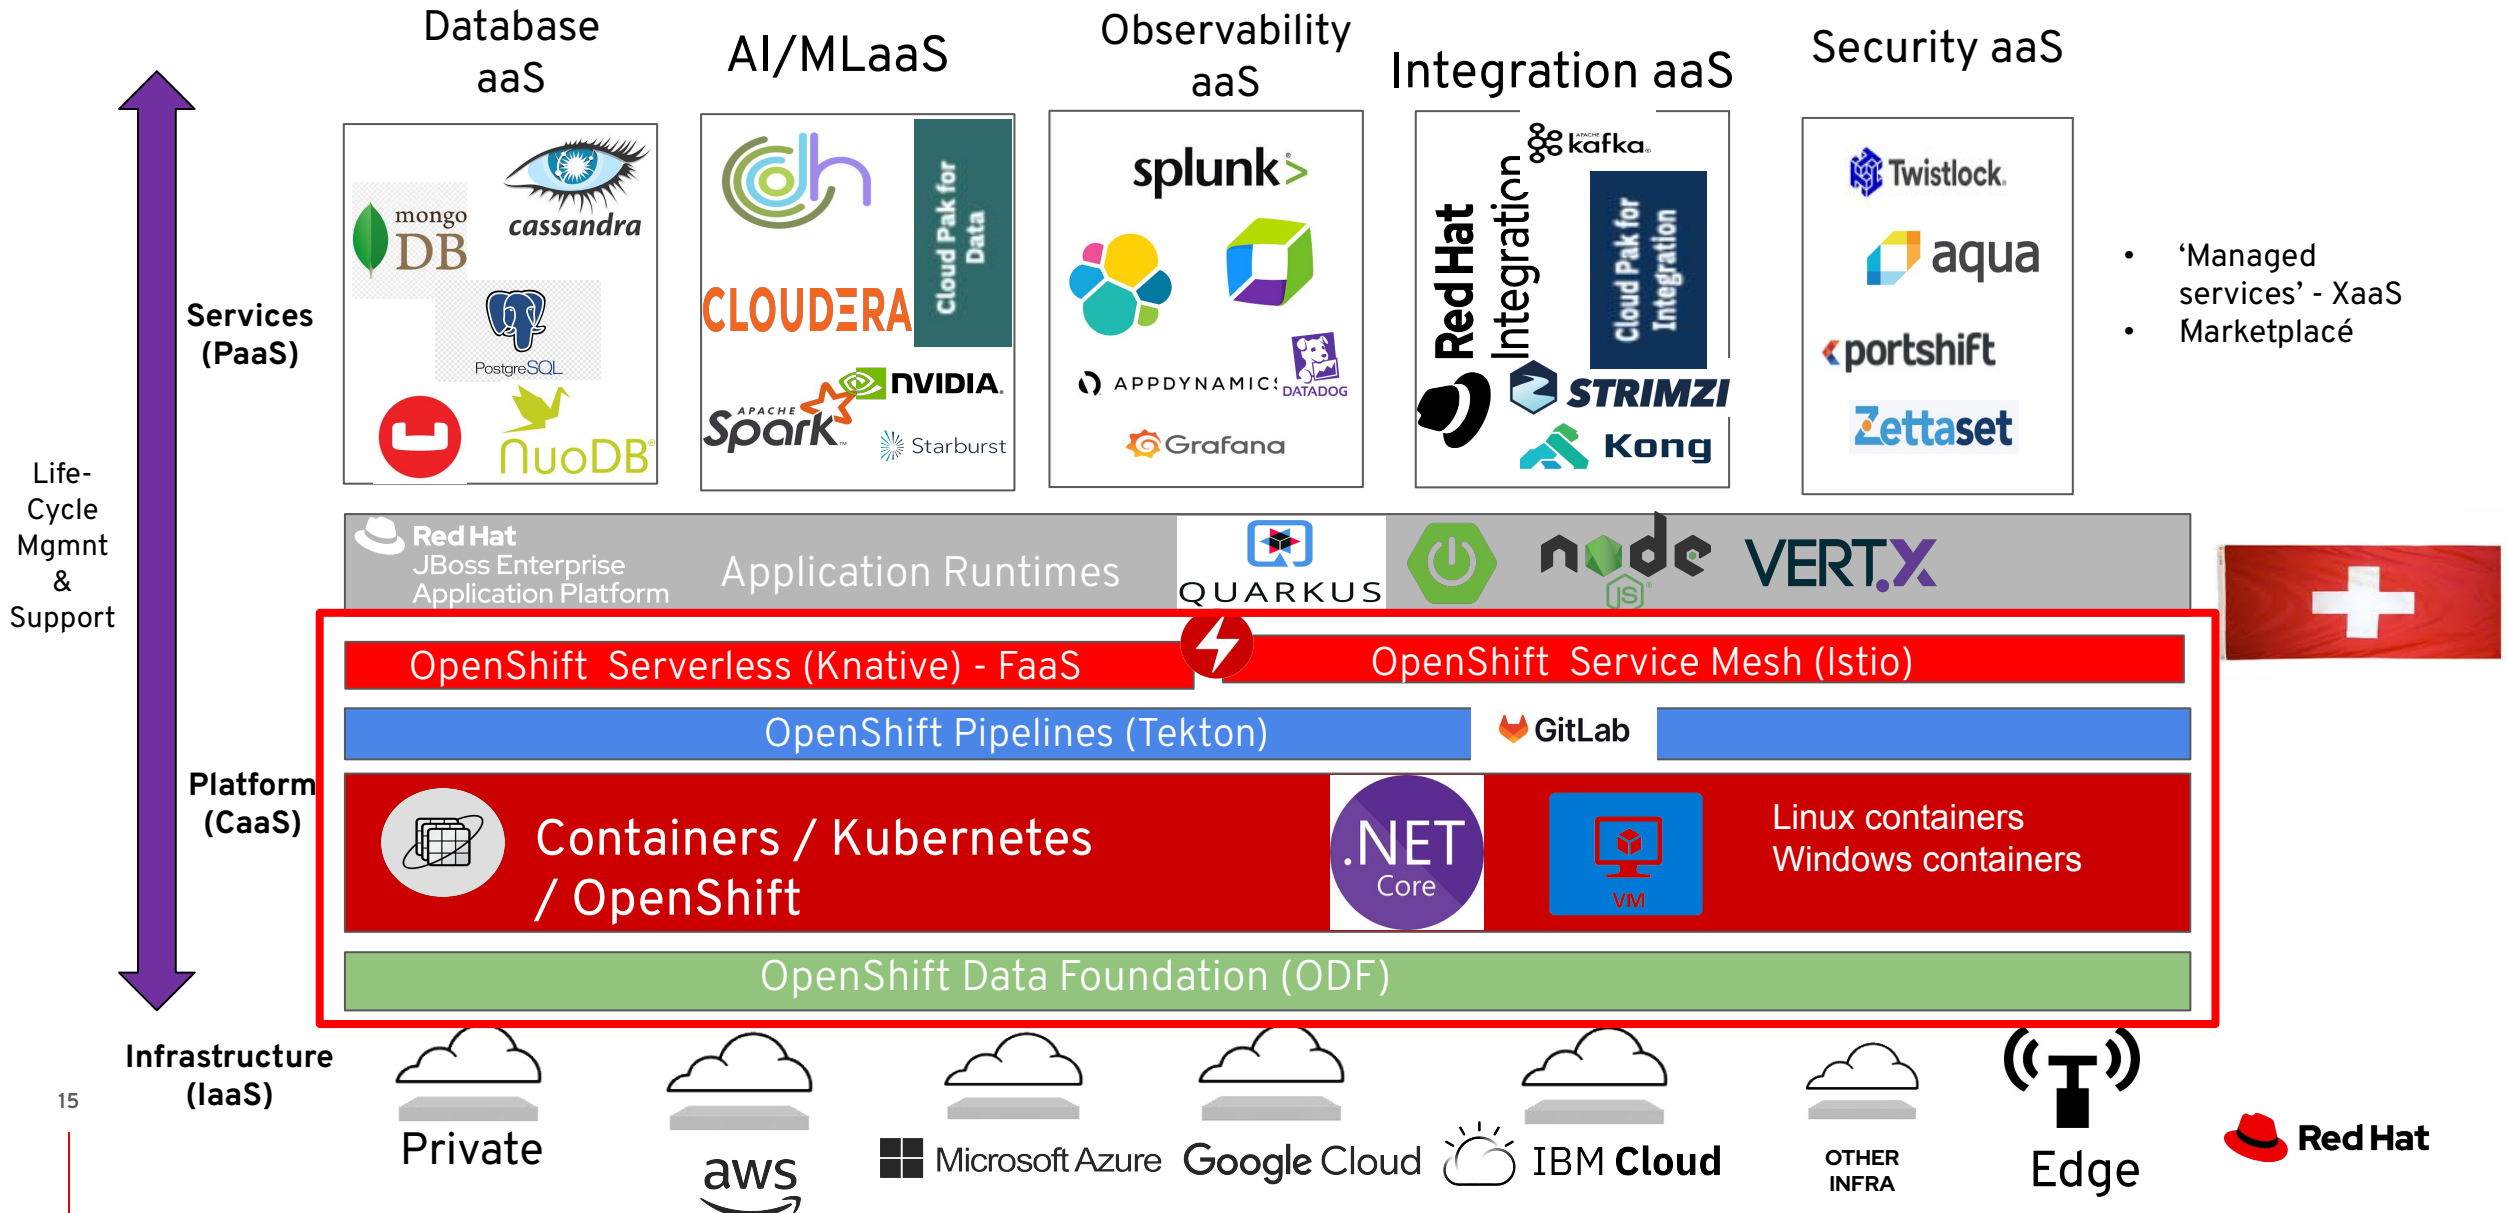 Database
aaS
AI/MLaaS
Observability
aaS
Integration aaS
Security aaS
mongo
DB
cassandra
PostgreSQL
NUODB®
Cloud Pak for
Data
CLOUDERA
APACHE
Spark™
NVIDIA.
Starburst
splunk>
APPDYNAMICS
DATADOG
Grafana
APACHE
kafka®
Red Hat
Integration
Cloud Pak for
Integration
STRIMZI
Kong
Twistlock.
aqua
portshift
Zettaset
• ‘Managed
services’ - XaaS
• Marketplacé
Services
(PaaS)
Life-
Cycle
Mgmnt
&
Support
Red Hat
JBoss Enterprise
Application Platform
Application Runtimes
QUARKUS
node
JS®
VERT.X
OpenShift Serverless (Knative) - FaaS
OpenShift Service Mesh (Istio)
OpenShift Pipelines (Tekton)
GitLab
Platform
(CaaS)
Containers / Kubernetes
/ OpenShift
.NET
Core
VM
Linux containers
Windows containers
OpenShift Data Foundation (ODF)
Infrastructure
(IaaS)
Private
aws
Microsoft Azure
Google Cloud
IBM Cloud
OTHER
INFRA
Edge
15
Red Hat